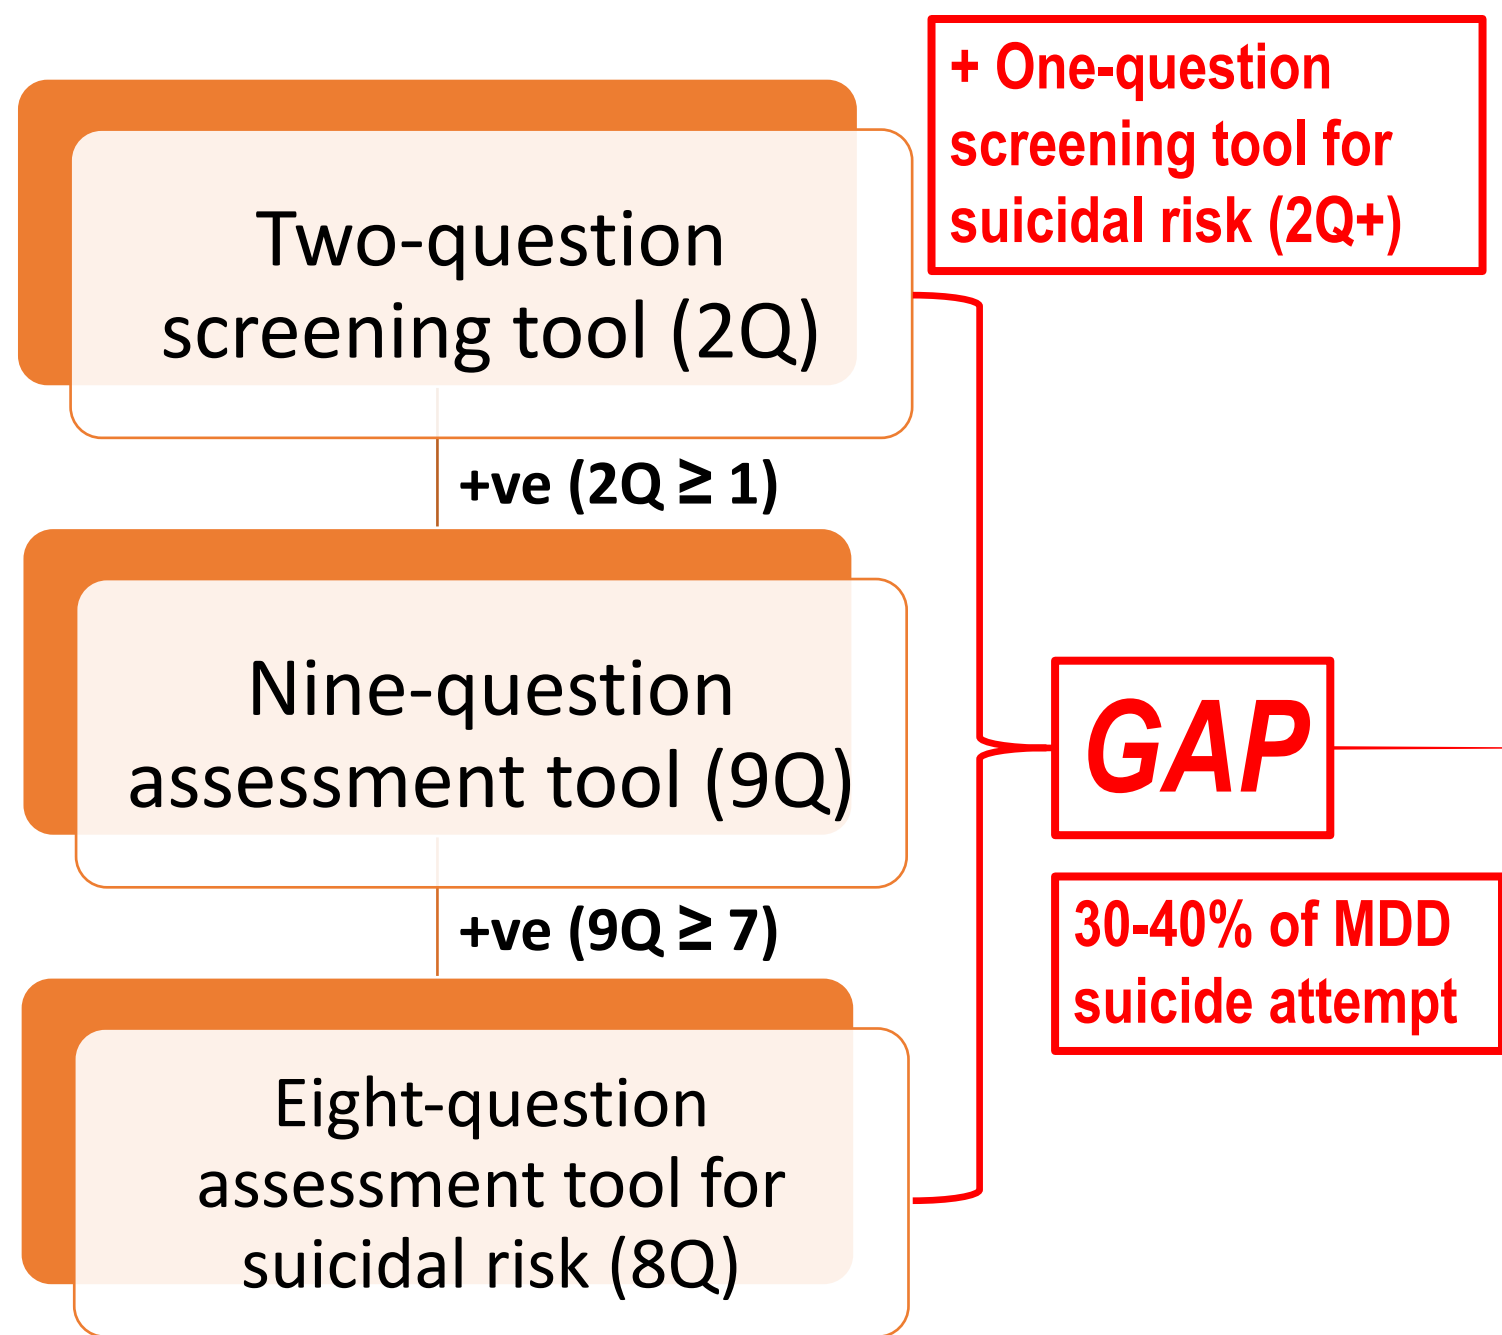 + One-question
screening tool for
suicidal risk (2Q+)
Two-question
screening tool (2Q)
+ve (2Q ≥ 1)
Nine-question
assessment tool (9Q)
GAP
+ve (9Q ≥ 7)
30-40% of MDD
suicide attempt
Eight-question
assessment tool for
suicidal risk (8Q)